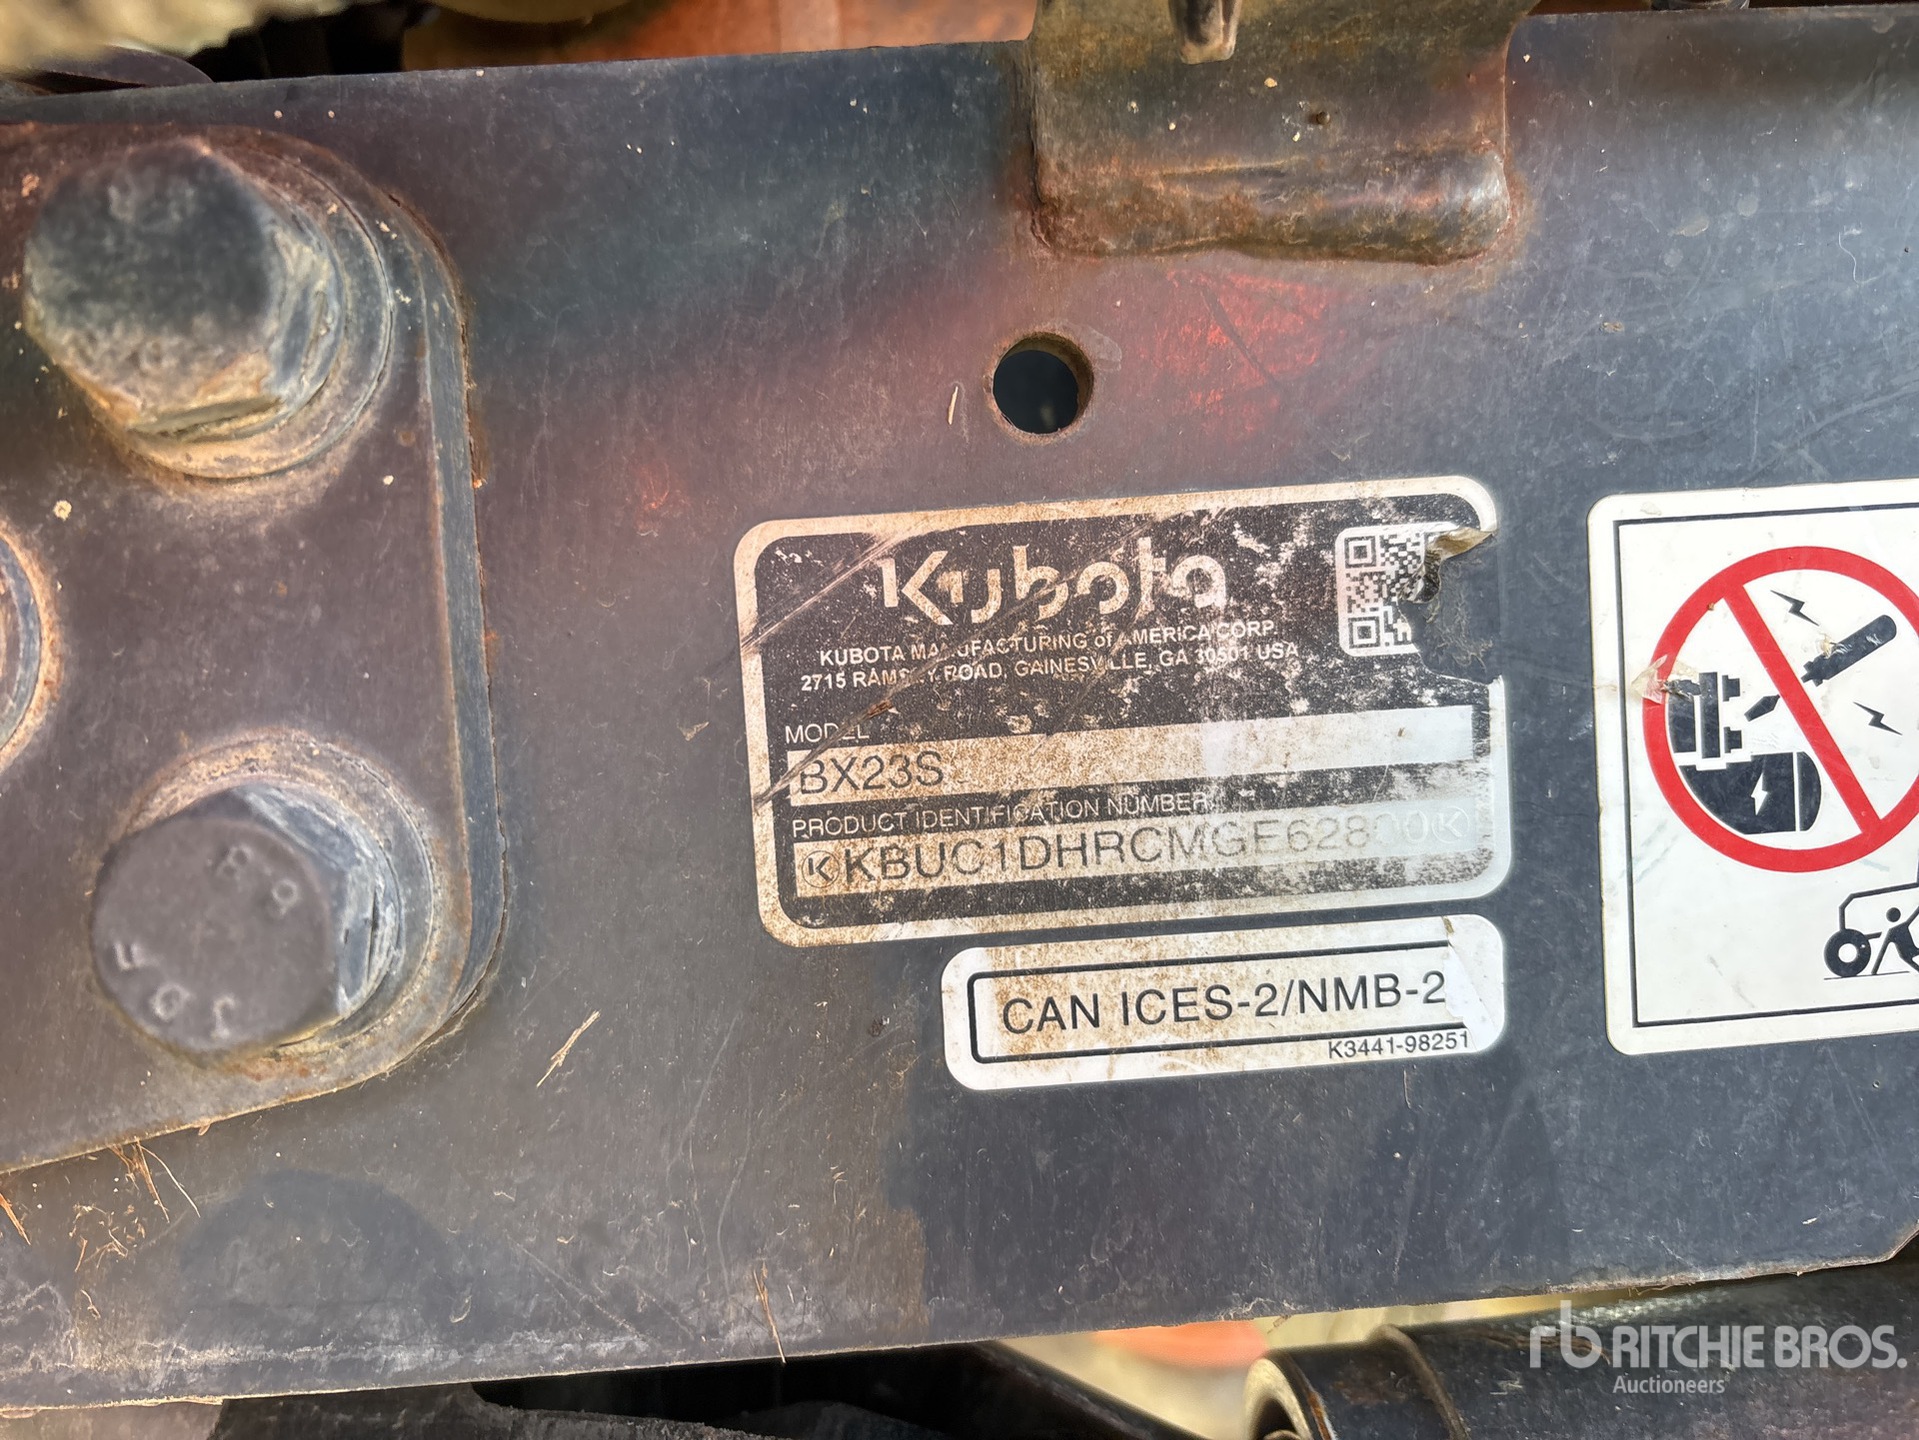 Kubota
KUBOTA MANUFACTURING of AMERICA CORP.
2715 RAMSEY ROAD, GAINESVILLE, GA 30501 USA
MODEL
BX23S
PRODUCT IDENTIFICATION NUMBER
CAN ICES-2/NMB-2
K3441-98251
rb RITCHIE BROS.
Auctioneers